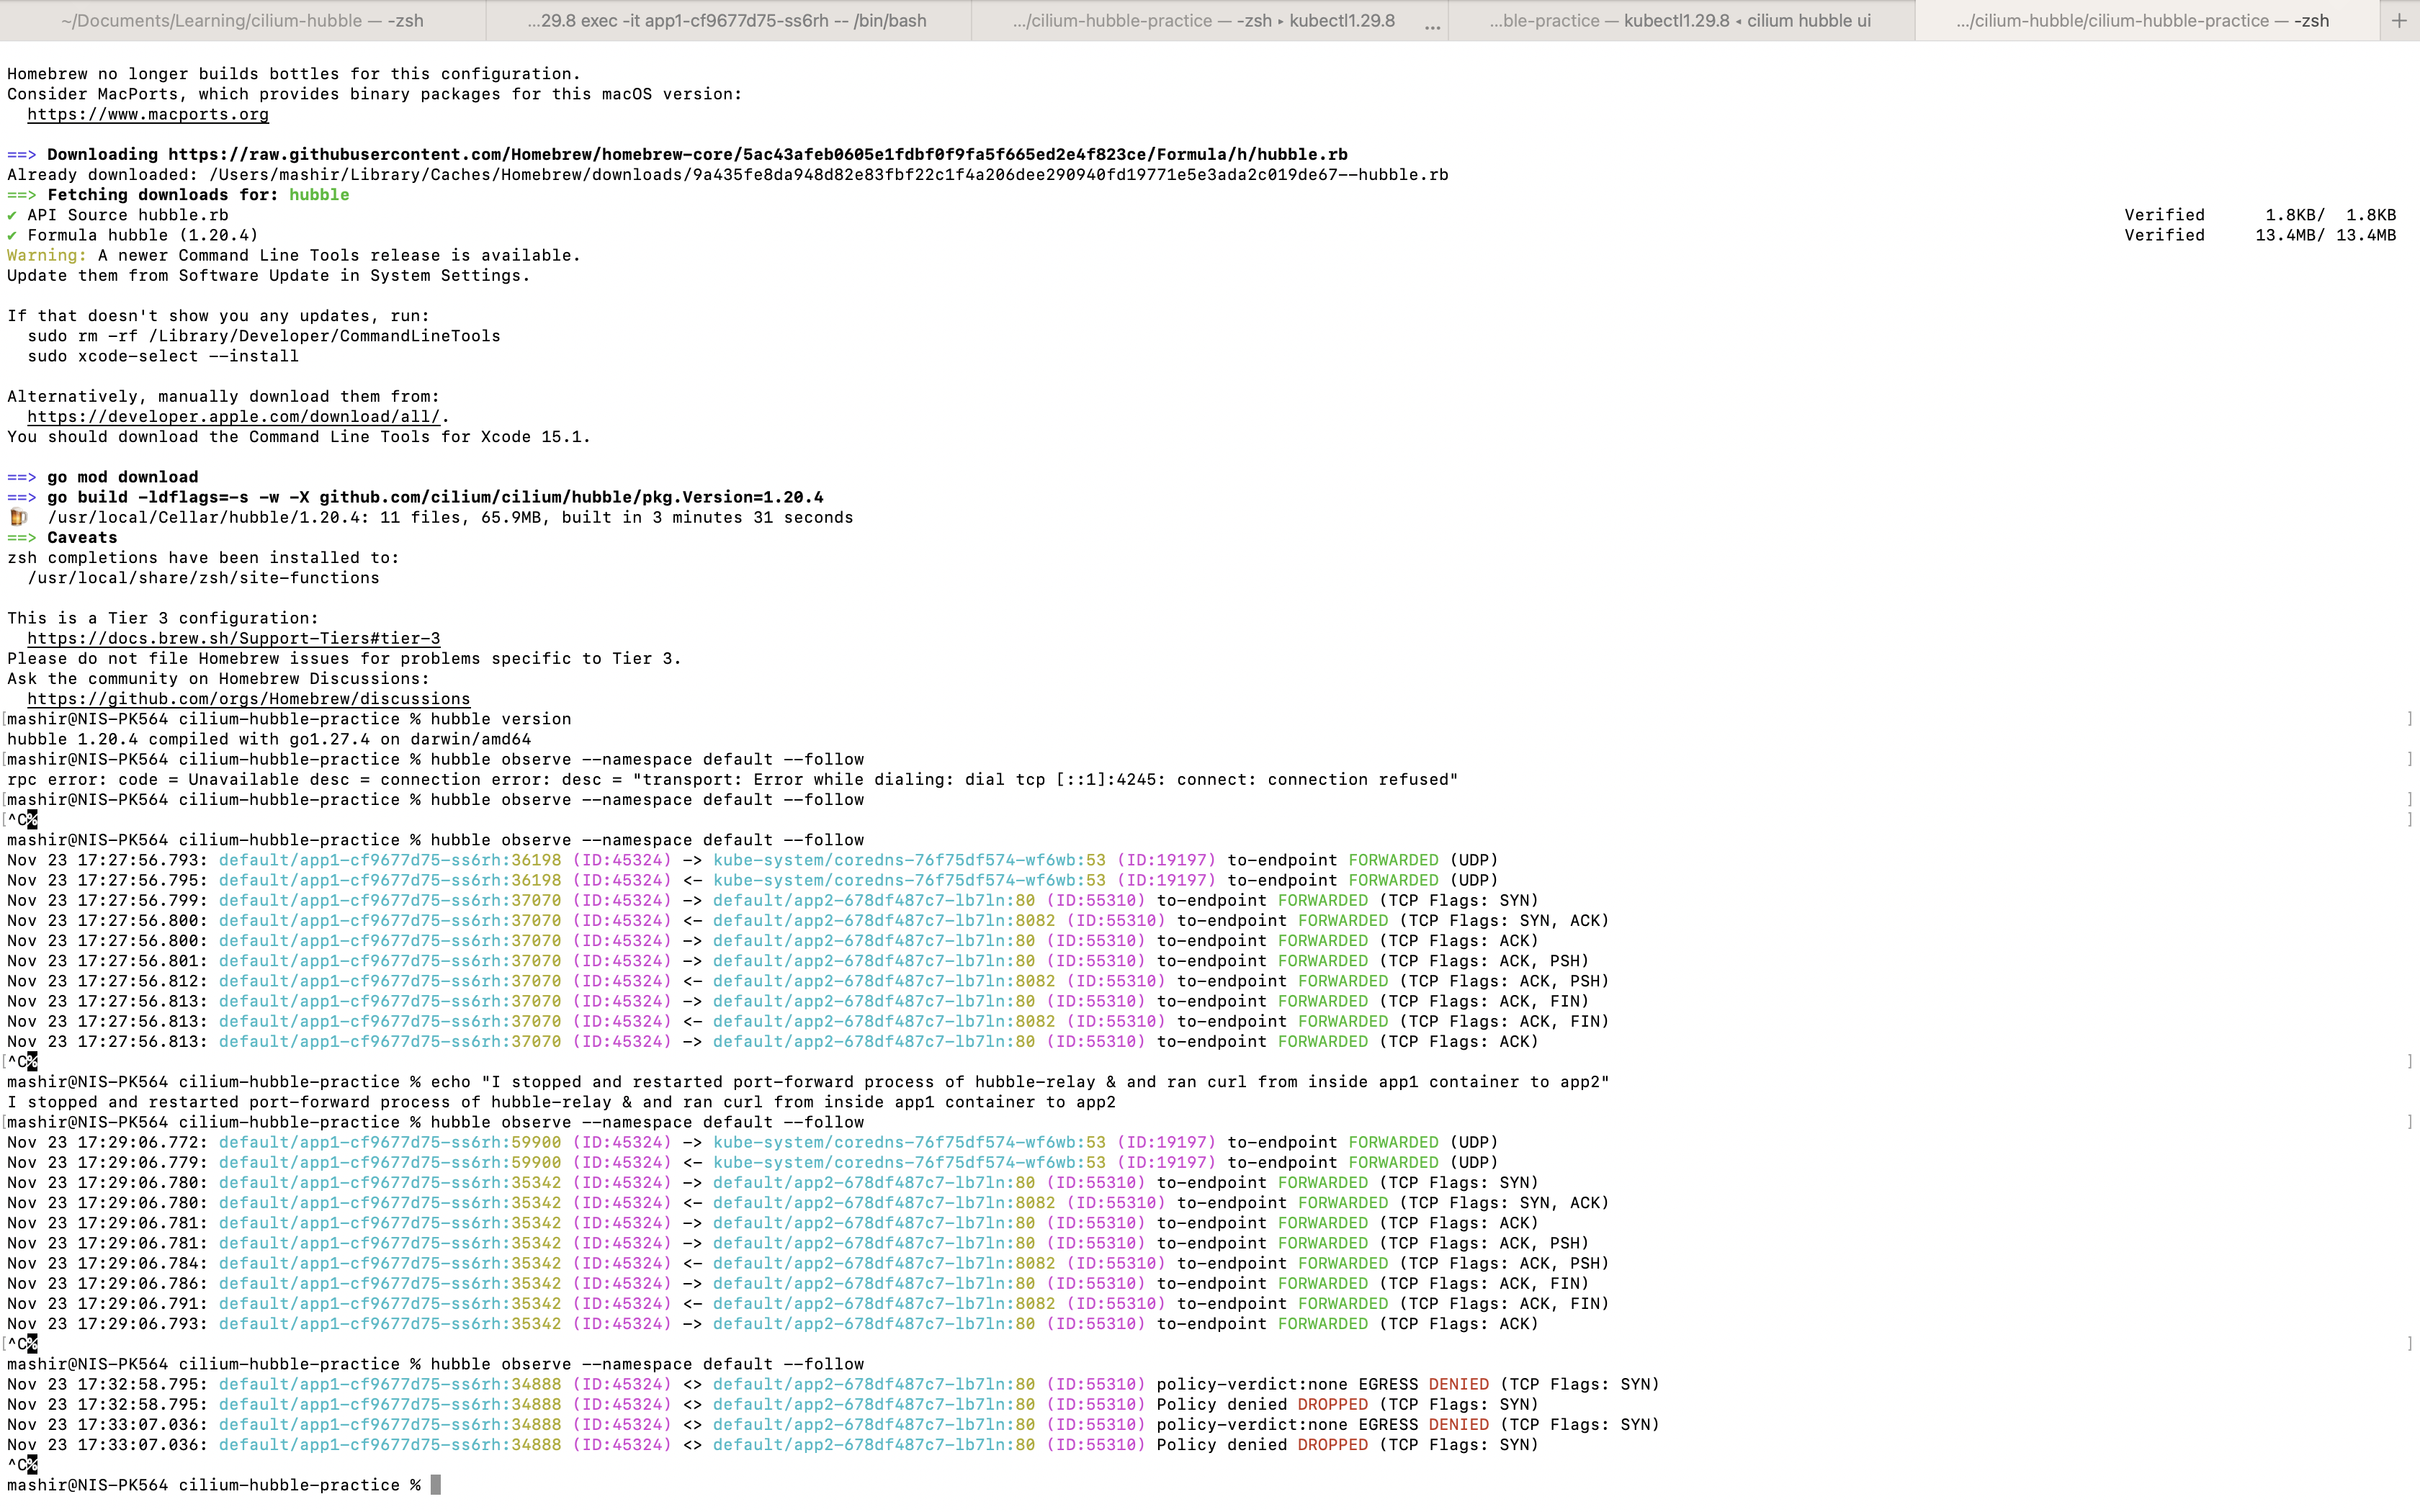 ~/Documents/Learning/cilium-hubble — -zsh
...29.8 exec -it app1-cf9677d75-ss6rh -- /bin/bash
.../cilium-hubble-practice — -zsh ▸ kubectl1.29.8 ...
...ble-practice — kubectl1.29.8 ◂ cilium hubble ui
.../cilium-hubble/cilium-hubble-practice — -zsh
+
Homebrew no longer builds bottles for this configuration.
Consider MacPorts, which provides binary packages for this macOS version:
https://www.macports.org
==> Downloading https://raw.githubusercontent.com/Homebrew/homebrew-core/5ac43afeb0605e1fdbf0f9fa5f665ed2e4f823ce/Formula/h/hubble.rb
Already downloaded: /Users/mashir/Library/Caches/Homebrew/downloads/9a435fe8da948d82e83fbf22c1f4a206dee290940fd19771e5e3ada2c019de67--hubble.rb
==> Fetching downloads for: hubble
✔ API Source hubble.rb Verified 1.8KB/ 1.8KB
✔ Formula hubble (1.20.4) Verified 13.4MB/ 13.4MB
Warning: A newer Command Line Tools release is available.
Update them from Software Update in System Settings.
If that doesn't show you any updates, run:
sudo rm -rf /Library/Developer/CommandLineTools
sudo xcode-select --install
Alternatively, manually download them from:
https://developer.apple.com/download/all/.
You should download the Command Line Tools for Xcode 15.1.
==> go mod download
==> go build -ldflags=-s -w -X github.com/cilium/cilium/hubble/pkg.Version=1.20.4
🍺 /usr/local/Cellar/hubble/1.20.4: 11 files, 65.9MB, built in 3 minutes 31 seconds
==> Caveats
zsh completions have been installed to:
/usr/local/share/zsh/site-functions
This is a Tier 3 configuration:
https://docs.brew.sh/Support-Tiers#tier-3
Please do not file Homebrew issues for problems specific to Tier 3.
Ask the community on Homebrew Discussions:
https://github.com/orgs/Homebrew/discussions
[mashir@NIS-PK564 cilium-hubble-practice % hubble version ]
hubble 1.20.4 compiled with go1.27.4 on darwin/amd64
[mashir@NIS-PK564 cilium-hubble-practice % hubble observe --namespace default --follow ]
rpc error: code = Unavailable desc = connection error: desc = "transport: Error while dialing: dial tcp [::1]:4245: connect: connection refused"
[mashir@NIS-PK564 cilium-hubble-practice % hubble observe --namespace default --follow ]
[^C% ]
mashir@NIS-PK564 cilium-hubble-practice % hubble observe --namespace default --follow
Nov 23 17:27:56.793: default/app1-cf9677d75-ss6rh:36198 (ID:45324) -> kube-system/coredns-76f75df574-wf6wb:53 (ID:19197) to-endpoint FORWARDED (UDP)
Nov 23 17:27:56.795: default/app1-cf9677d75-ss6rh:36198 (ID:45324) <- kube-system/coredns-76f75df574-wf6wb:53 (ID:19197) to-endpoint FORWARDED (UDP)
Nov 23 17:27:56.799: default/app1-cf9677d75-ss6rh:37070 (ID:45324) -> default/app2-678df487c7-lb7ln:80 (ID:55310) to-endpoint FORWARDED (TCP Flags: SYN)
Nov 23 17:27:56.800: default/app1-cf9677d75-ss6rh:37070 (ID:45324) <- default/app2-678df487c7-lb7ln:8082 (ID:55310) to-endpoint FORWARDED (TCP Flags: SYN, ACK)
Nov 23 17:27:56.800: default/app1-cf9677d75-ss6rh:37070 (ID:45324) -> default/app2-678df487c7-lb7ln:80 (ID:55310) to-endpoint FORWARDED (TCP Flags: ACK)
Nov 23 17:27:56.801: default/app1-cf9677d75-ss6rh:37070 (ID:45324) -> default/app2-678df487c7-lb7ln:80 (ID:55310) to-endpoint FORWARDED (TCP Flags: ACK, PSH)
Nov 23 17:27:56.812: default/app1-cf9677d75-ss6rh:37070 (ID:45324) <- default/app2-678df487c7-lb7ln:8082 (ID:55310) to-endpoint FORWARDED (TCP Flags: ACK, PSH)
Nov 23 17:27:56.813: default/app1-cf9677d75-ss6rh:37070 (ID:45324) -> default/app2-678df487c7-lb7ln:80 (ID:55310) to-endpoint FORWARDED (TCP Flags: ACK, FIN)
Nov 23 17:27:56.813: default/app1-cf9677d75-ss6rh:37070 (ID:45324) <- default/app2-678df487c7-lb7ln:8082 (ID:55310) to-endpoint FORWARDED (TCP Flags: ACK, FIN)
Nov 23 17:27:56.813: default/app1-cf9677d75-ss6rh:37070 (ID:45324) -> default/app2-678df487c7-lb7ln:80 (ID:55310) to-endpoint FORWARDED (TCP Flags: ACK)
[^C% ]
mashir@NIS-PK564 cilium-hubble-practice % echo "I stopped and restarted port-forward process of hubble-relay & and ran curl from inside app1 container to app2"
I stopped and restarted port-forward process of hubble-relay & and ran curl from inside app1 container to app2
[mashir@NIS-PK564 cilium-hubble-practice % hubble observe --namespace default --follow ]
Nov 23 17:29:06.772: default/app1-cf9677d75-ss6rh:59900 (ID:45324) -> kube-system/coredns-76f75df574-wf6wb:53 (ID:19197) to-endpoint FORWARDED (UDP)
Nov 23 17:29:06.779: default/app1-cf9677d75-ss6rh:59900 (ID:45324) <- kube-system/coredns-76f75df574-wf6wb:53 (ID:19197) to-endpoint FORWARDED (UDP)
Nov 23 17:29:06.780: default/app1-cf9677d75-ss6rh:35342 (ID:45324) -> default/app2-678df487c7-lb7ln:80 (ID:55310) to-endpoint FORWARDED (TCP Flags: SYN)
Nov 23 17:29:06.780: default/app1-cf9677d75-ss6rh:35342 (ID:45324) <- default/app2-678df487c7-lb7ln:8082 (ID:55310) to-endpoint FORWARDED (TCP Flags: SYN, ACK)
Nov 23 17:29:06.781: default/app1-cf9677d75-ss6rh:35342 (ID:45324) -> default/app2-678df487c7-lb7ln:80 (ID:55310) to-endpoint FORWARDED (TCP Flags: ACK)
Nov 23 17:29:06.781: default/app1-cf9677d75-ss6rh:35342 (ID:45324) -> default/app2-678df487c7-lb7ln:80 (ID:55310) to-endpoint FORWARDED (TCP Flags: ACK, PSH)
Nov 23 17:29:06.784: default/app1-cf9677d75-ss6rh:35342 (ID:45324) <- default/app2-678df487c7-lb7ln:8082 (ID:55310) to-endpoint FORWARDED (TCP Flags: ACK, PSH)
Nov 23 17:29:06.786: default/app1-cf9677d75-ss6rh:35342 (ID:45324) -> default/app2-678df487c7-lb7ln:80 (ID:55310) to-endpoint FORWARDED (TCP Flags: ACK, FIN)
Nov 23 17:29:06.791: default/app1-cf9677d75-ss6rh:35342 (ID:45324) <- default/app2-678df487c7-lb7ln:8082 (ID:55310) to-endpoint FORWARDED (TCP Flags: ACK, FIN)
Nov 23 17:29:06.793: default/app1-cf9677d75-ss6rh:35342 (ID:45324) -> default/app2-678df487c7-lb7ln:80 (ID:55310) to-endpoint FORWARDED (TCP Flags: ACK)
[^C% ]
mashir@NIS-PK564 cilium-hubble-practice % hubble observe --namespace default --follow
Nov 23 17:32:58.795: default/app1-cf9677d75-ss6rh:34888 (ID:45324) <> default/app2-678df487c7-lb7ln:80 (ID:55310) policy-verdict:none EGRESS DENIED (TCP Flags: SYN)
Nov 23 17:32:58.795: default/app1-cf9677d75-ss6rh:34888 (ID:45324) <> default/app2-678df487c7-lb7ln:80 (ID:55310) Policy denied DROPPED (TCP Flags: SYN)
Nov 23 17:33:07.036: default/app1-cf9677d75-ss6rh:34888 (ID:45324) <> default/app2-678df487c7-lb7ln:80 (ID:55310) policy-verdict:none EGRESS DENIED (TCP Flags: SYN)
Nov 23 17:33:07.036: default/app1-cf9677d75-ss6rh:34888 (ID:45324) <> default/app2-678df487c7-lb7ln:80 (ID:55310) Policy denied DROPPED (TCP Flags: SYN)
^C%
mashir@NIS-PK564 cilium-hubble-practice %